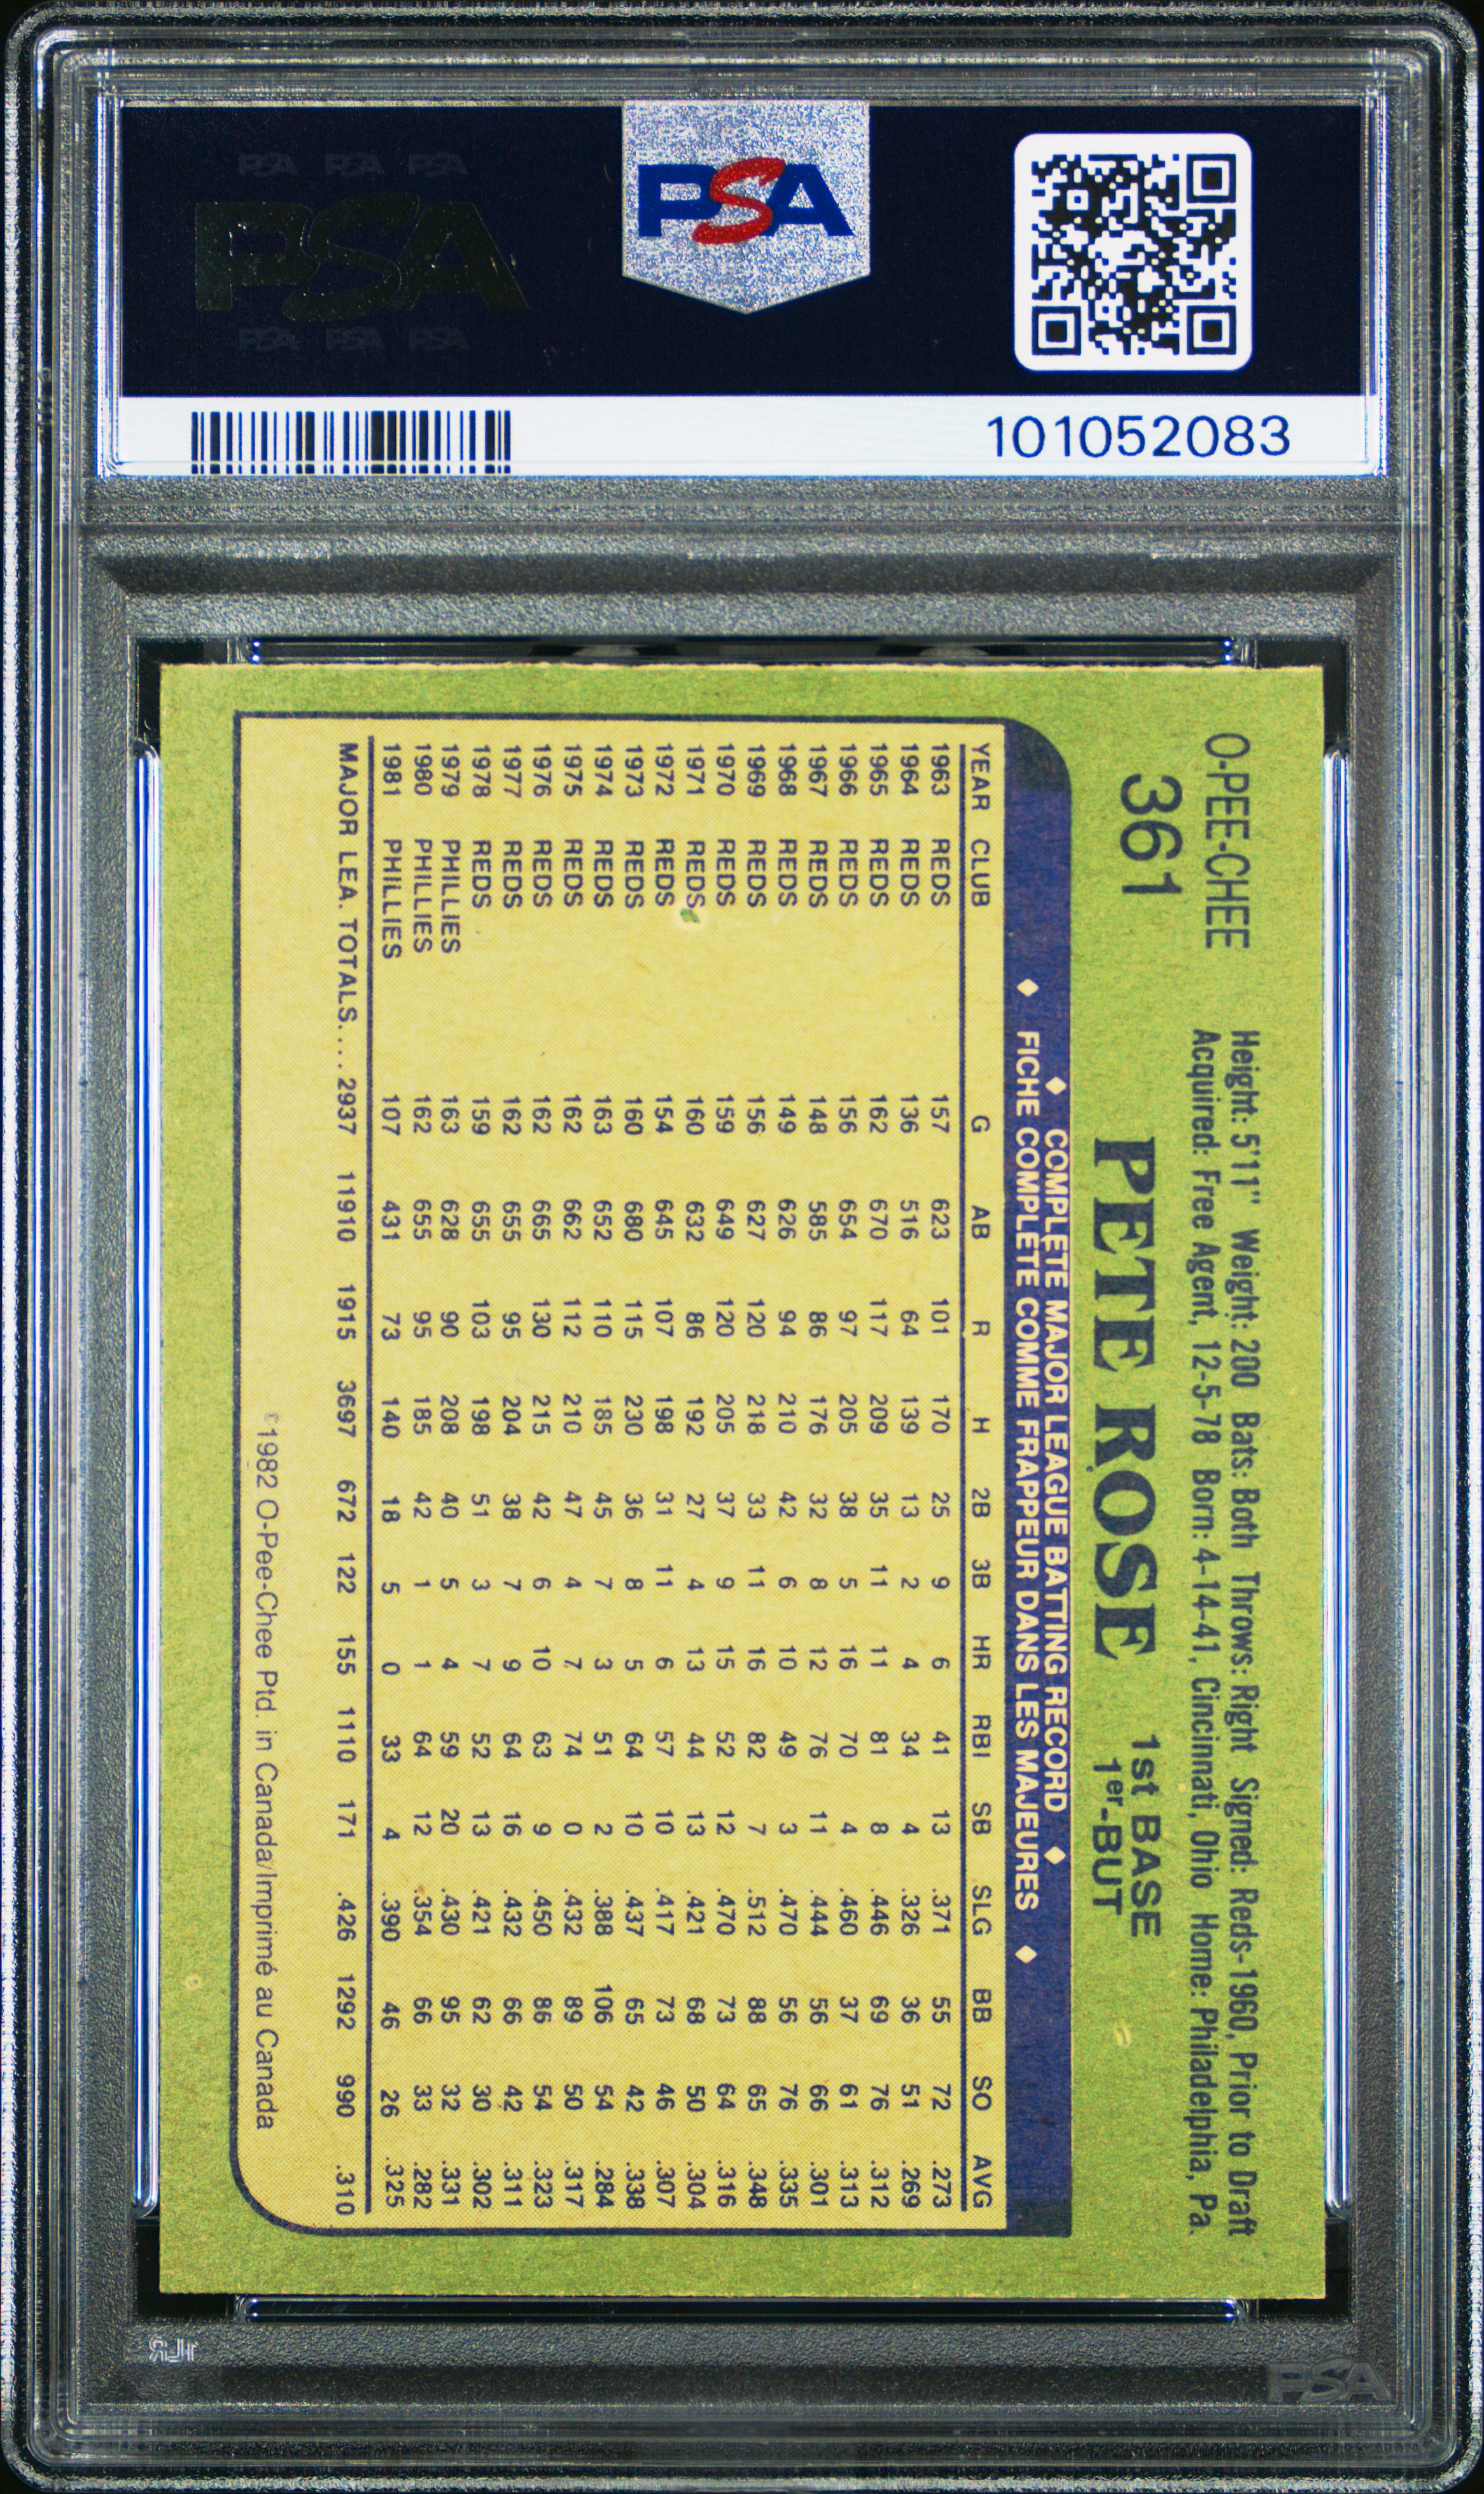 PSA PSA PSA
PSA
PSA PSA PSA
PSA
101052083
O-PEE-CHEE
361
Height: 5'11" Weight: 200 Bats: Both Throws: Right Signed: Reds-1960, Prior to Draft
Acquired: Free Agent, 12-5-78 Born: 4-14-41, Cincinnati, Ohio Home: Philadelphia, Pa.
PETE ROSE
1st BASE
1er-BUT
♦ COMPLETE MAJOR LEAGUE BATTING RECORD ♦
♦ FICHE COMPLETE COMME FRAPPEUR DANS LES MAJEURES ♦
YEAR CLUB G AB R H 2B 3B HR RBI SB SLG BB SO AVG
1963 REDS 157 623 101 170 25 9 6 41 13 .371 55 72 .273
1964 REDS 136 516 64 139 13 2 4 34 4 .326 36 51 .269
1965 REDS 162 670 117 209 35 11 11 81 8 .446 69 76 .312
1966 REDS 156 654 97 205 38 5 16 70 4 .460 37 61 .313
1967 REDS 148 585 86 176 32 8 12 76 11 .444 56 66 .301
1968 REDS 149 626 94 210 42 6 10 49 3 .470 56 76 .335
1969 REDS 156 627 120 218 33 11 16 82 7 .512 88 65 .348
1970 REDS 159 649 120 205 37 9 15 52 12 .470 73 64 .316
1971 REDS 160 632 86 192 27 4 13 44 13 .421 68 50 .304
1972 REDS 154 645 107 198 31 11 6 57 10 .417 73 46 .307
1973 REDS 160 680 115 230 36 8 5 64 10 .437 65 42 .338
1974 REDS 163 652 110 185 45 7 3 51 2 .388 106 54 .284
1975 REDS 162 662 112 210 47 4 7 74 0 .432 89 50 .317
1976 REDS 162 665 130 215 42 6 10 63 9 .450 86 54 .323
1977 REDS 162 655 95 204 38 7 9 64 16 .432 66 42 .311
1978 REDS 159 655 103 198 51 3 7 52 13 .421 62 30 .302
1979 PHILLIES 163 628 90 208 40 5 4 59 20 .430 95 32 .331
1980 PHILLIES 162 655 95 185 42 1 1 64 12 .354 66 33 .282
1981 PHILLIES 107 431 73 140 18 5 0 33 4 .390 46 26 .325
MAJOR LEA. TOTALS.... 2937 11910 1915 3697 672 122 155 1110 171 .426 1292 990 .310
©1982 O-Pee-Chee Ptd. in Canada/Imprimé au Canada
PSA